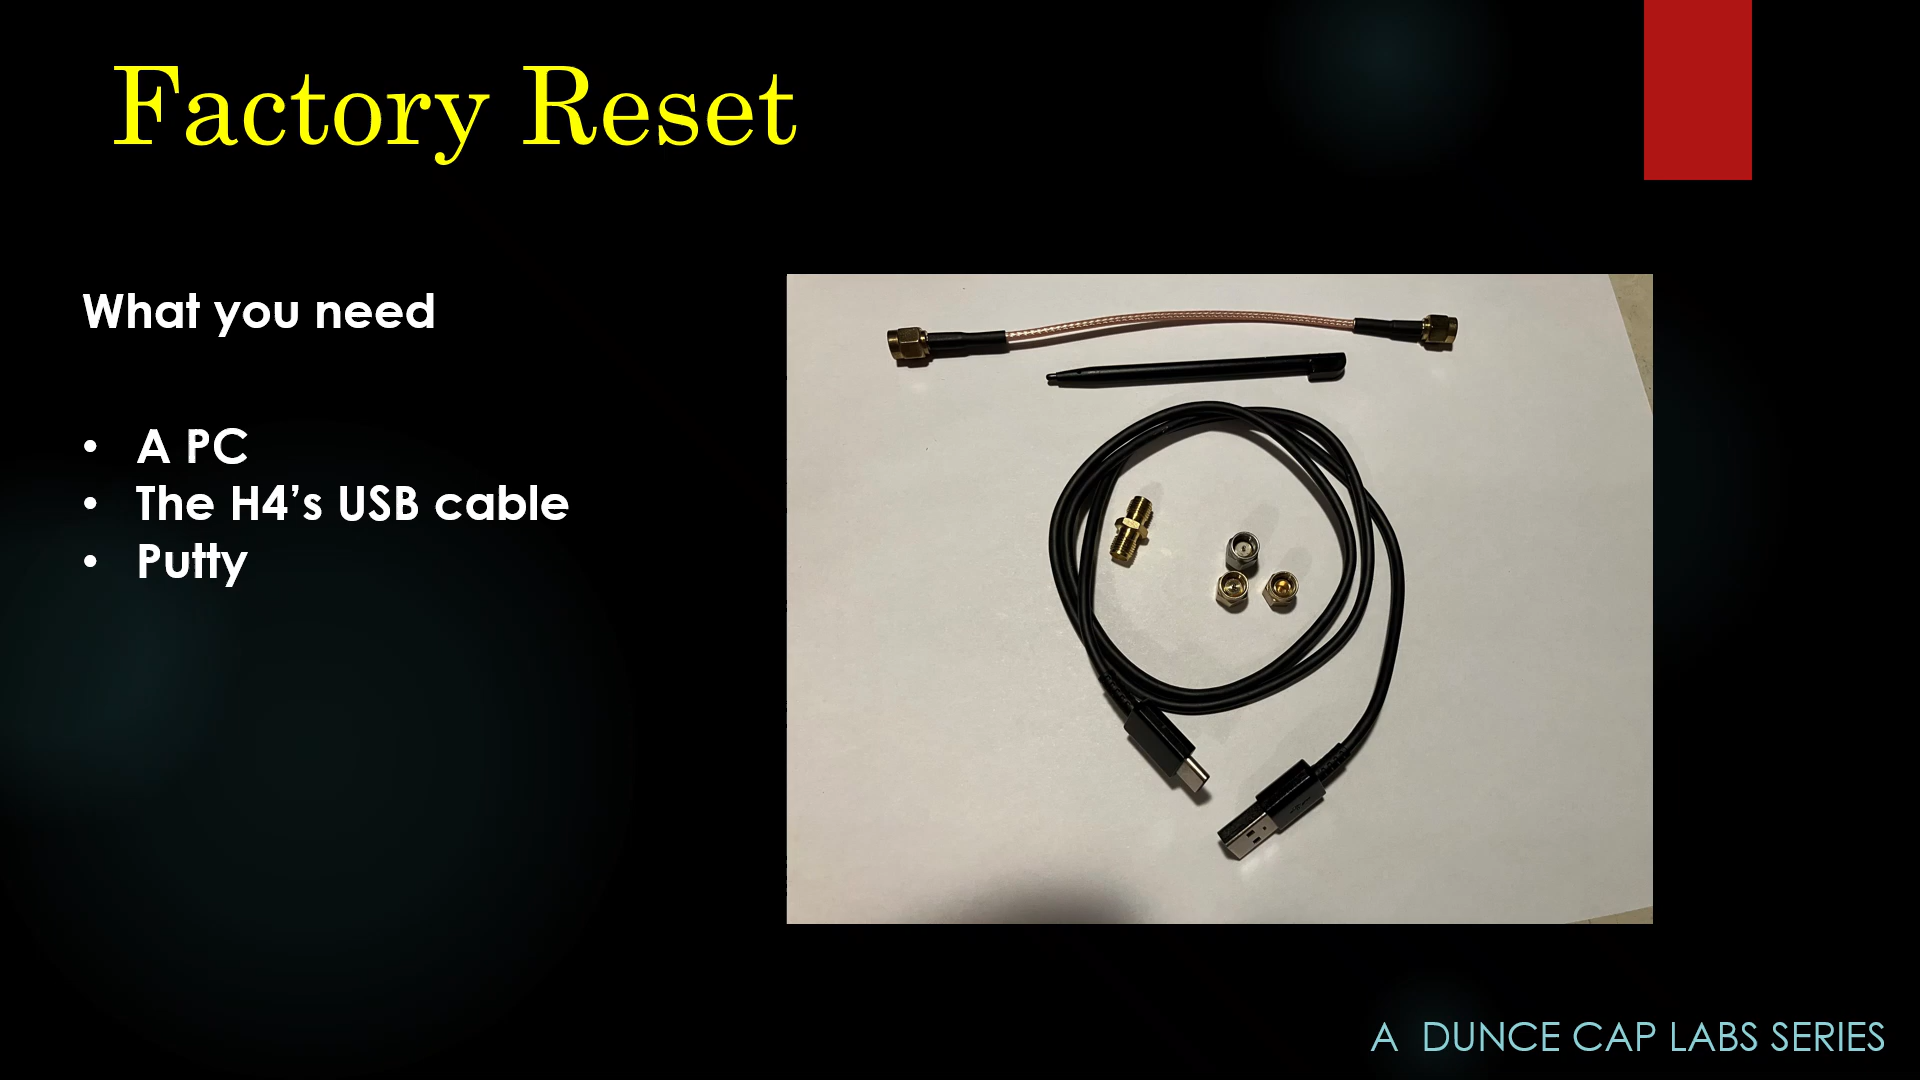 Factory Reset
What you need
• A PC
• The H4’s USB cable
• Putty
A DUNCE CAP LABS SERIES